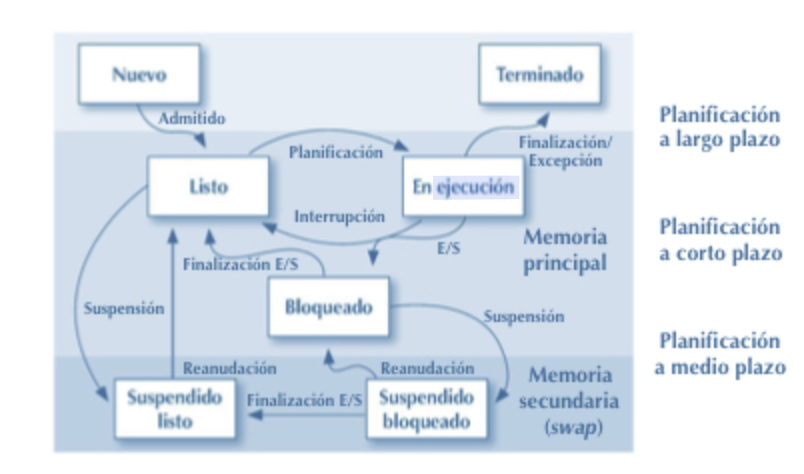 Nuevo
Terminado
Admitido
Planificación
a largo plazo
Finalización/
Excepción
Planificación
Listo
En ejecución
Interrupción
E/S
Memoria
principal
Planificación
a corto plazo
Finalización E/S
Bloqueado
Suspensión
Suspensión
Planificación
a medio plazo
Reanudación
Reanudación
Memoria
secundaria
(swap)
Suspendido
listo
Finalización E/S
Suspendido
bloqueado